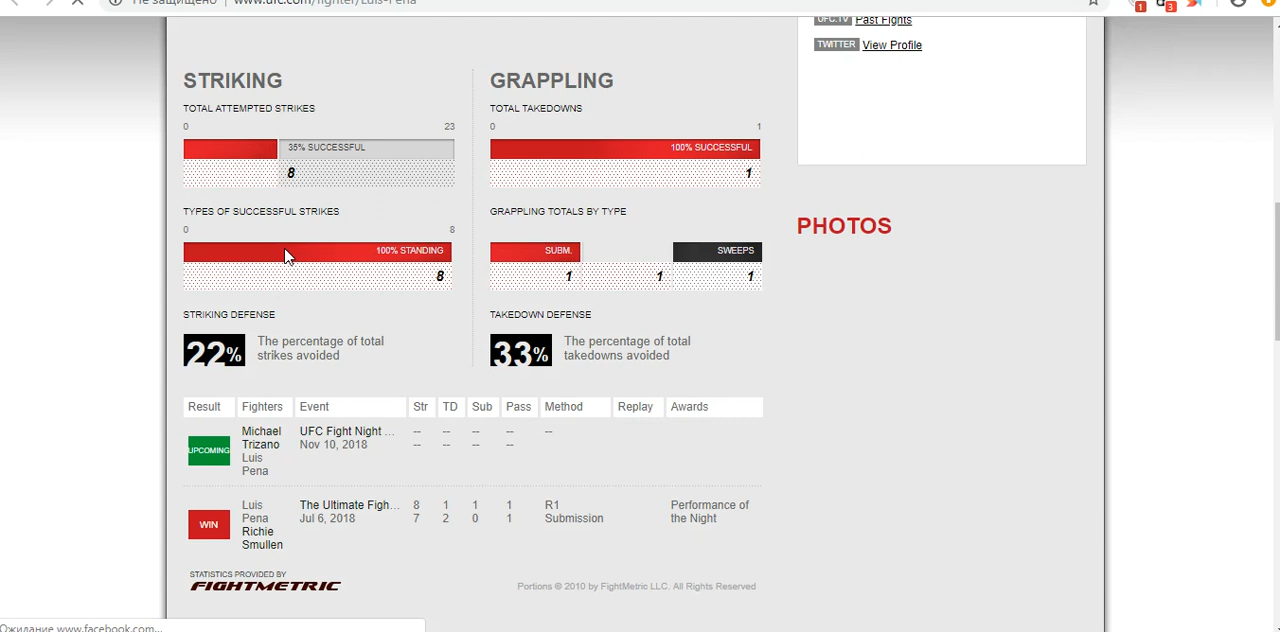 Не защищено | www.ufc.com/fighter/Luis-Pena
1
3
UFC.TV Past Fights
TWITTER View Profile
STRIKING
TOTAL ATTEMPTED STRIKES
0 23
35% SUCCESSFUL
8
TYPES OF SUCCESSFUL STRIKES
0 8
100% STANDING
8
STRIKING DEFENSE
22% The percentage of total
strikes avoided
GRAPPLING
TOTAL TAKEDOWNS
0 1
100% SUCCESSFUL
1
GRAPPLING TOTALS BY TYPE
SUBM. SWEEPS
1 1 1
TAKEDOWN DEFENSE
33% The percentage of total
takedowns avoided
PHOTOS
Result Fighters Event Str TD Sub Pass Method Replay Awards
UPCOMING
Michael
Trizano
Luis
Pena
UFC Fight Night ...
Nov 10, 2018
-- -- -- -- --
-- -- -- --
WIN
Luis
Pena
Richie
Smullen
The Ultimate Figh...
Jul 6, 2018
8 1 1 1
7 2 0 1
R1
Submission
Performance of
the Night
STATISTICS PROVIDED BY
FIGHTMETRIC
Portions © 2010 by FightMetric LLC. All Rights Reserved
Ожидание www.facebook.com...